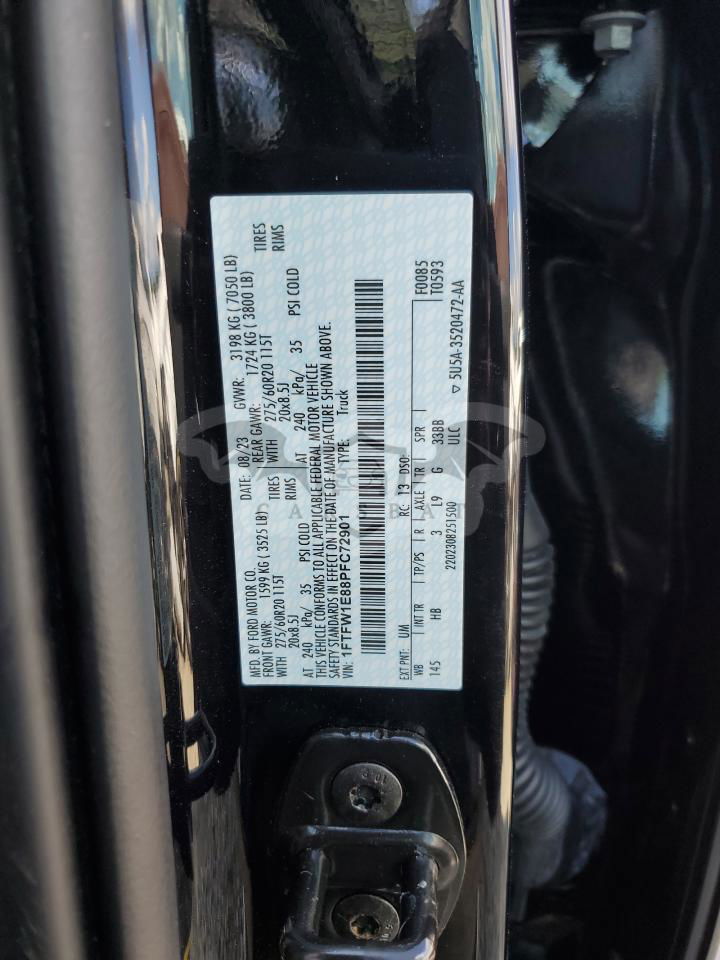 MFD. BY FORD MOTOR CO. DATE: 08/23 GVWR: 3198 KG ( 7050 LB)
FRONT GAWR: 1599 KG ( 3525 LB) REAR GAWR: 1724 KG ( 3800 LB)
WITH 275/60R20 115T TIRES WITH 275/60R20 115T TIRES
20x8.5J RIMS 20x8.5J RIMS
AT 240 kPa/ 35 PSI COLD AT 240 kPa/ 35 PSI COLD
THIS VEHICLE CONFORMS TO ALL APPLICABLE FEDERAL MOTOR VEHICLE
SAFETY STANDARDS IN EFFECT ON THE DATE OF MANUFACTURE SHOWN ABOVE.
VIN: 1FTFW1E88PFC72901 TYPE: Truck
EXT PNT: UM RC: 13 DSO: F0085
WB INT TR TP/PS R AXLE TR SPR T0593
145 HB 3 L9 G 33BB
2202308251500 ULC ▽ 5U5A-3520472-AA